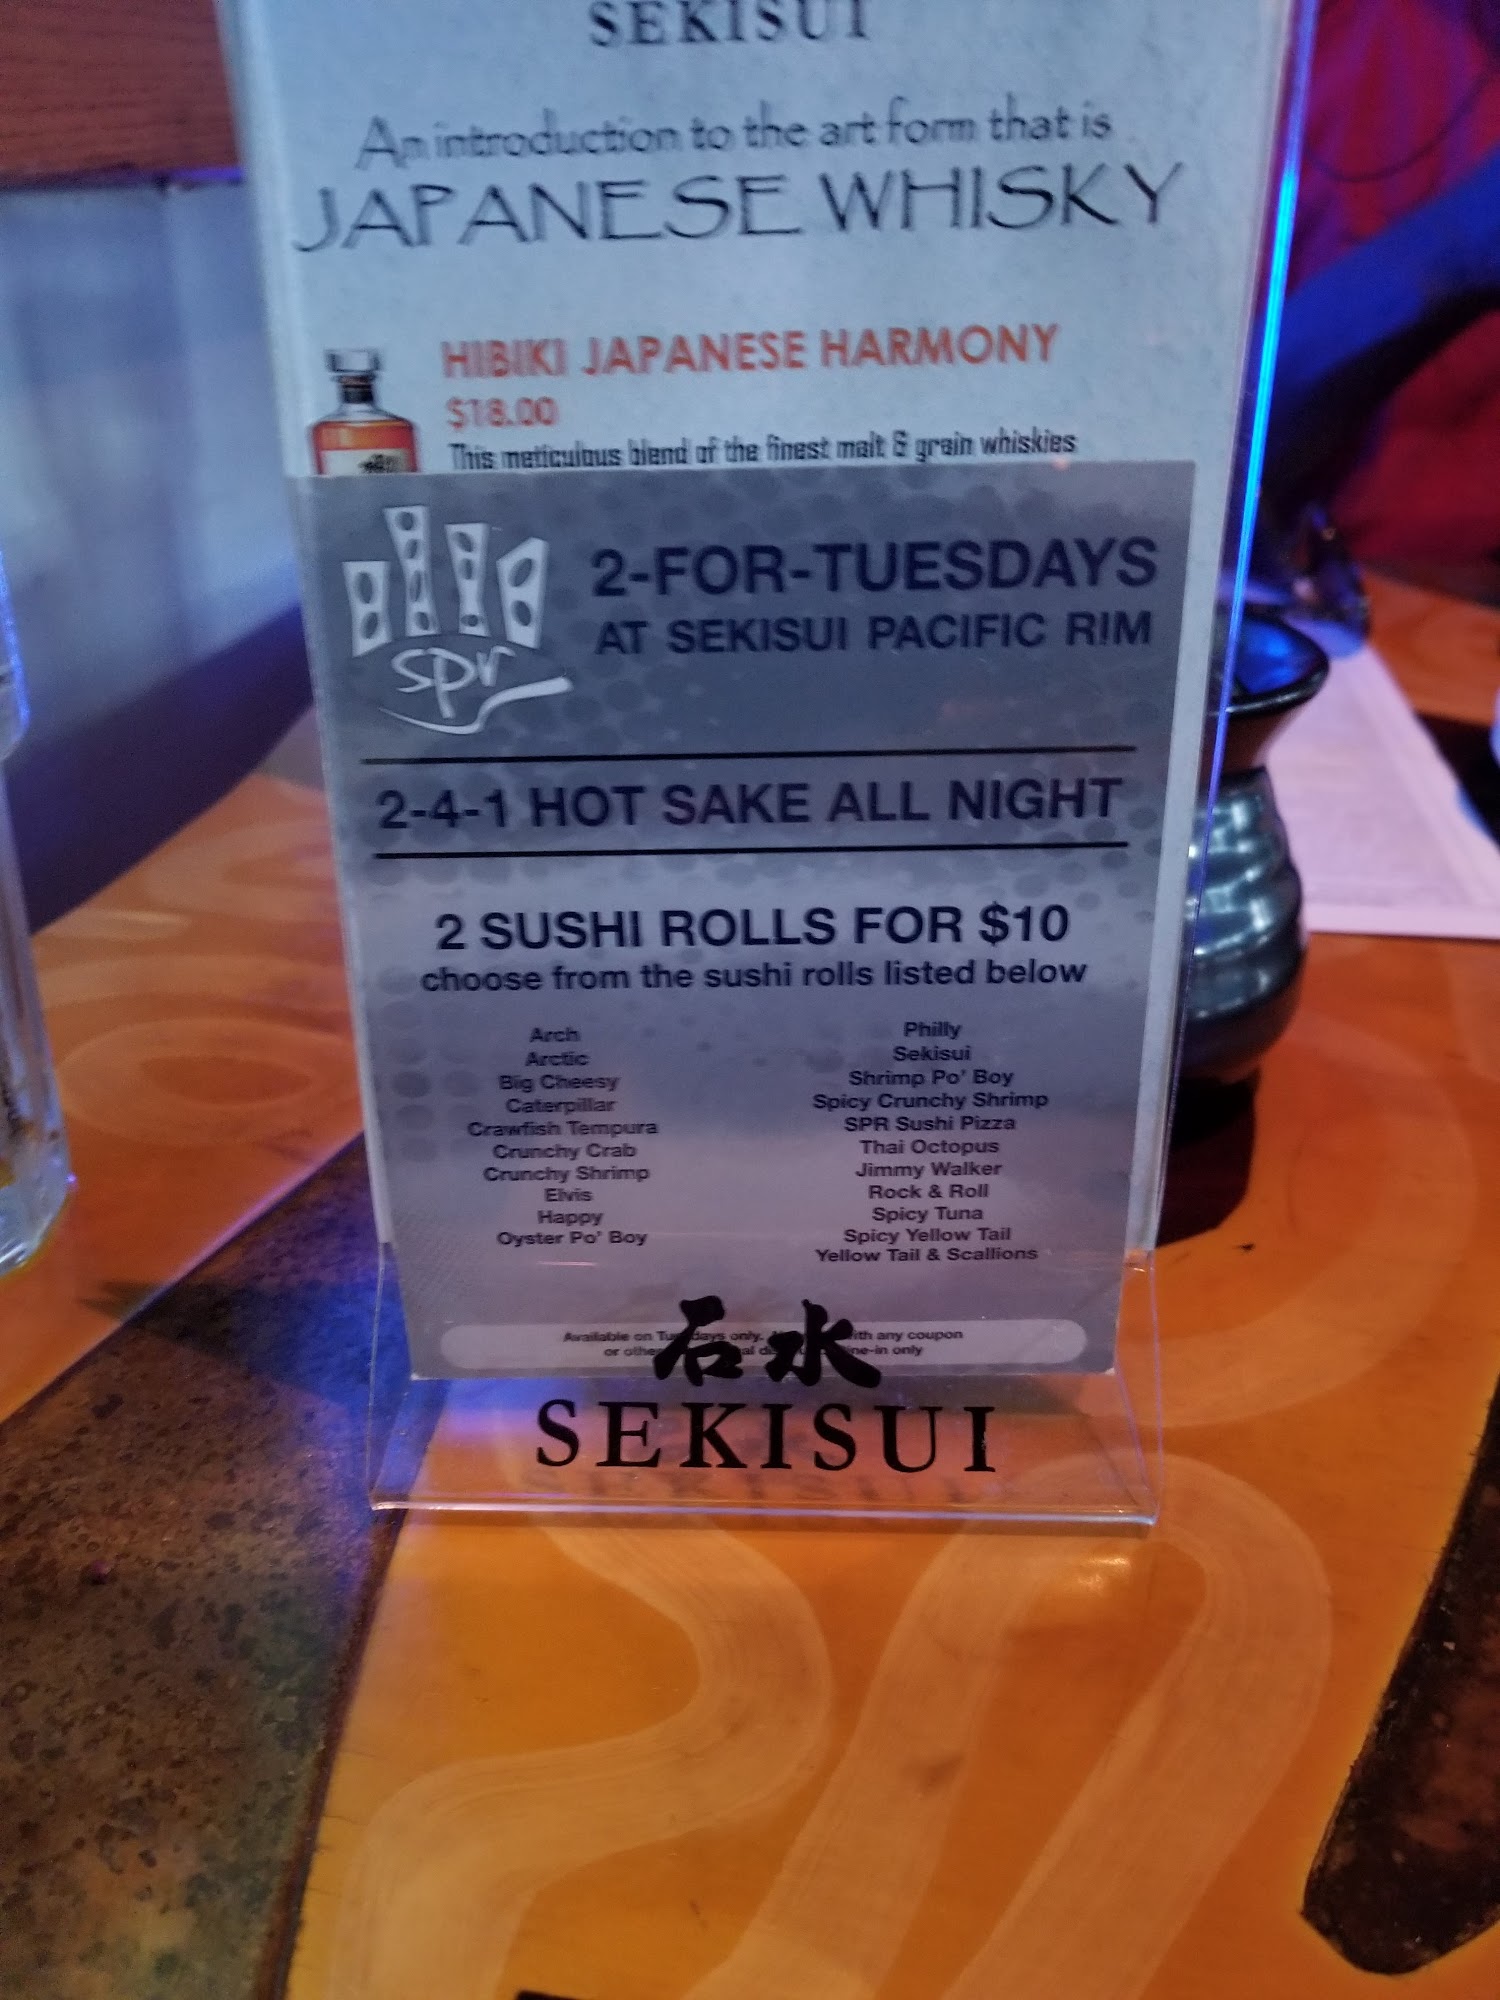 SEKISUI
An introduction to the art form that is
JAPANESE WHISKY
HIBIKI JAPANESE HARMONY
$18.00
This meticulous blend of the finest malt & grain whiskies
spr
2-FOR-TUESDAYS
AT SEKISUI PACIFIC RIM
2-4-1 HOT SAKE ALL NIGHT
2 SUSHI ROLLS FOR $10
choose from the sushi rolls listed below
Arch
Arctic
Big Cheesy
Caterpillar
Crawfish Tempura
Crunchy Crab
Crunchy Shrimp
Elvis
Happy
Oyster Po' Boy
Philly
Sekisui
Shrimp Po' Boy
Spicy Crunchy Shrimp
SPR Sushi Pizza
Thai Octopus
Jimmy Walker
Rock & Roll
Spicy Tuna
Spicy Yellow Tail
Yellow Tail & Scallions
Available on Tuesdays only. with any coupon
or only
石水
SEKISUI